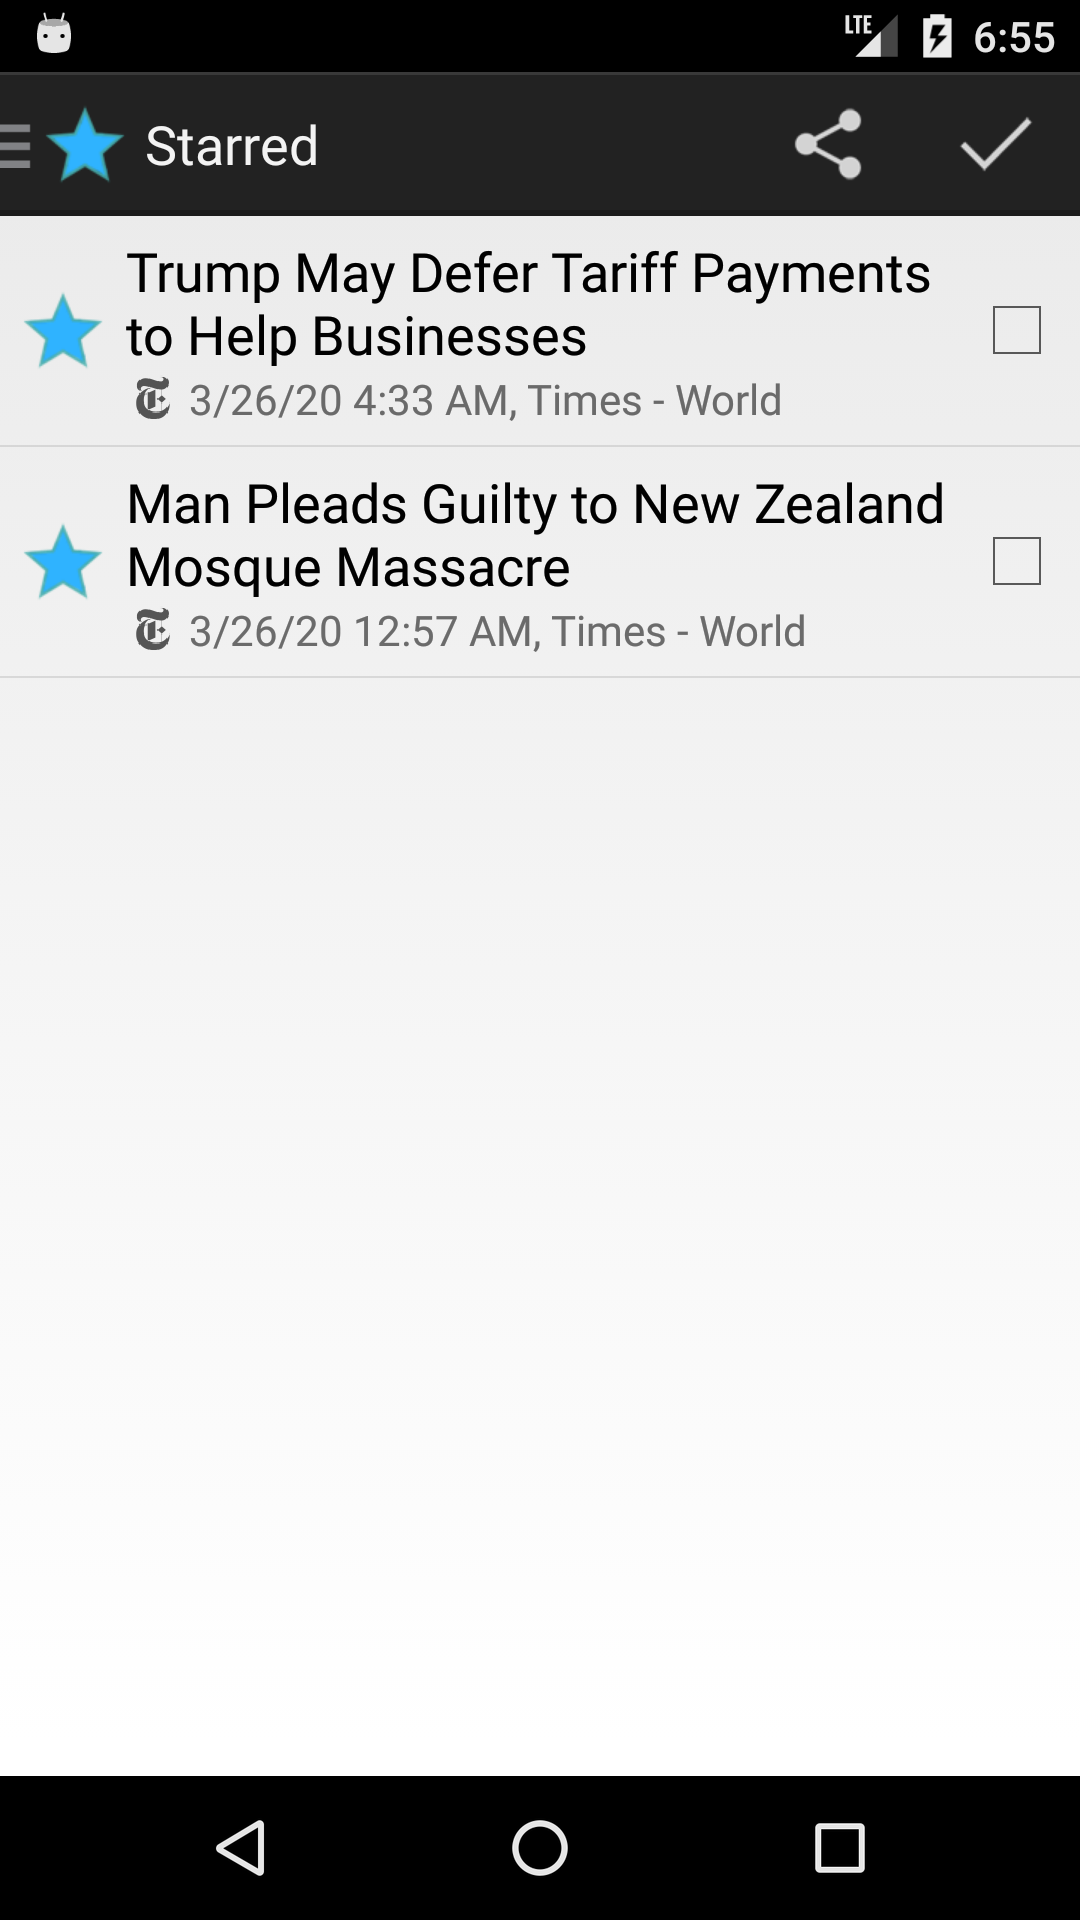 LTE 6:55
Starred
Trump May Defer Tariff Payments
to Help Businesses
3/26/20 4:33 AM, Times - World
Man Pleads Guilty to New Zealand
Mosque Massacre
3/26/20 12:57 AM, Times - World